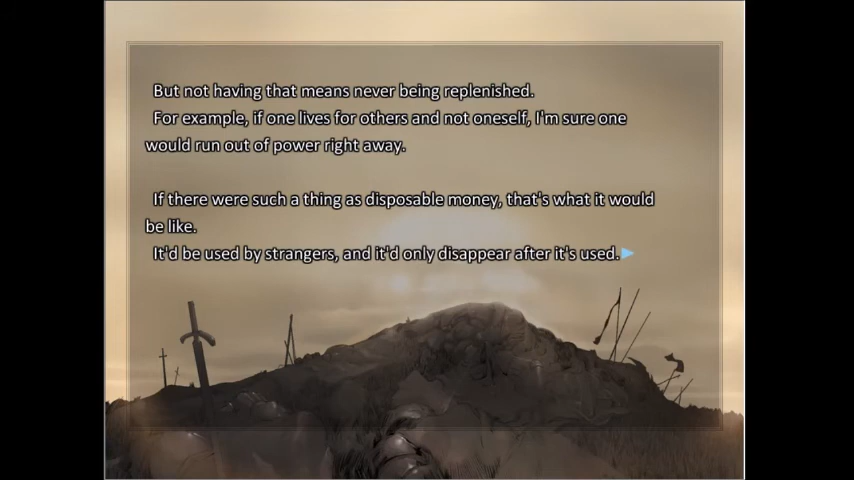 But not having that means never being replenished.
For example, if one lives for others and not oneself, I'm sure one
would run out of power right away.
If there were such a thing as disposable money, that's what it would
be like.
It'd be used by strangers, and it'd only disappear after it's used.